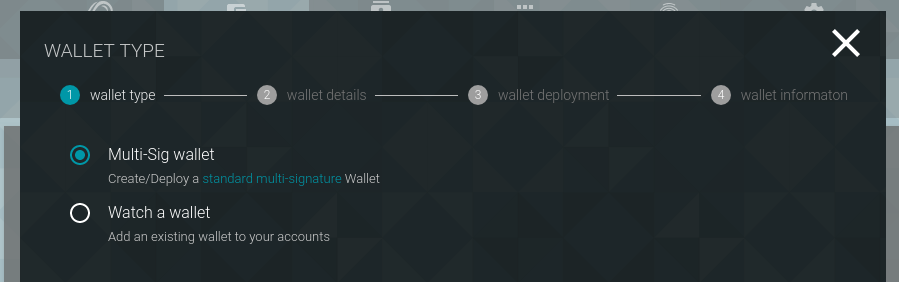 WALLET TYPE
1 wallet type 2 wallet details 3 wallet deployment 4 wallet informaton
Multi-Sig wallet
Create/Deploy a standard multi-signature Wallet
Watch a wallet
Add an existing wallet to your accounts